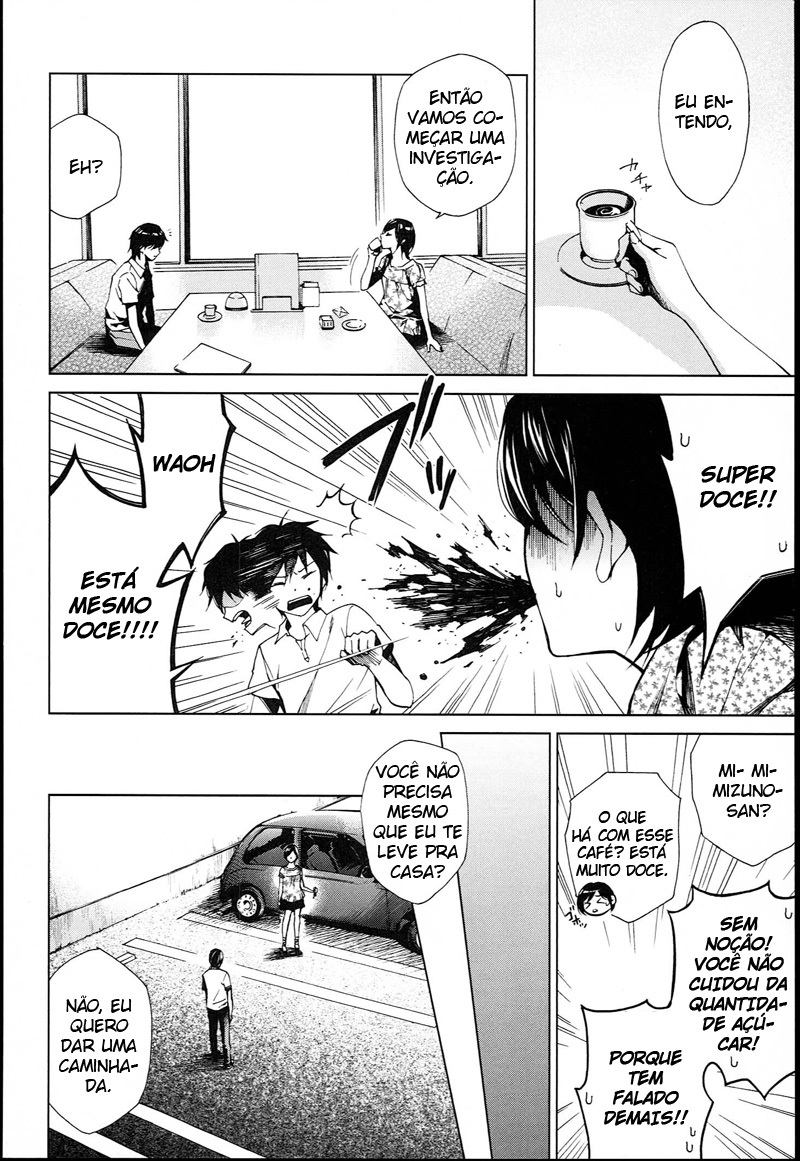 EU EN-
TENDO,
ENTÃO
VAMOS CO-
MEÇAR UMA
INVESTIGA-
ÇÃO.
EH?
SUPER
DOCE!!
WAOH
ESTÁ
MESMO
DOCE!!!!
MI- MI-
MIZUNO-
SAN?
O QUE
HÁ COM ESSE
CAFÉ? ESTÁ
MUITO DOCE.
SEM
NOÇÃO!
VOCÊ NÃO
CUIDOU DA
QUANTIDA-
DE AÇÚ-
CAR!
PORQUE
TEM
FALADO
DEMAIS!!
VOCÊ NÃO
PRECISA
MESMO
QUE EU TE
LEVE PRA
CASA?
NÃO, EU
QUERO
DAR UMA
CAMINHA-
DA.